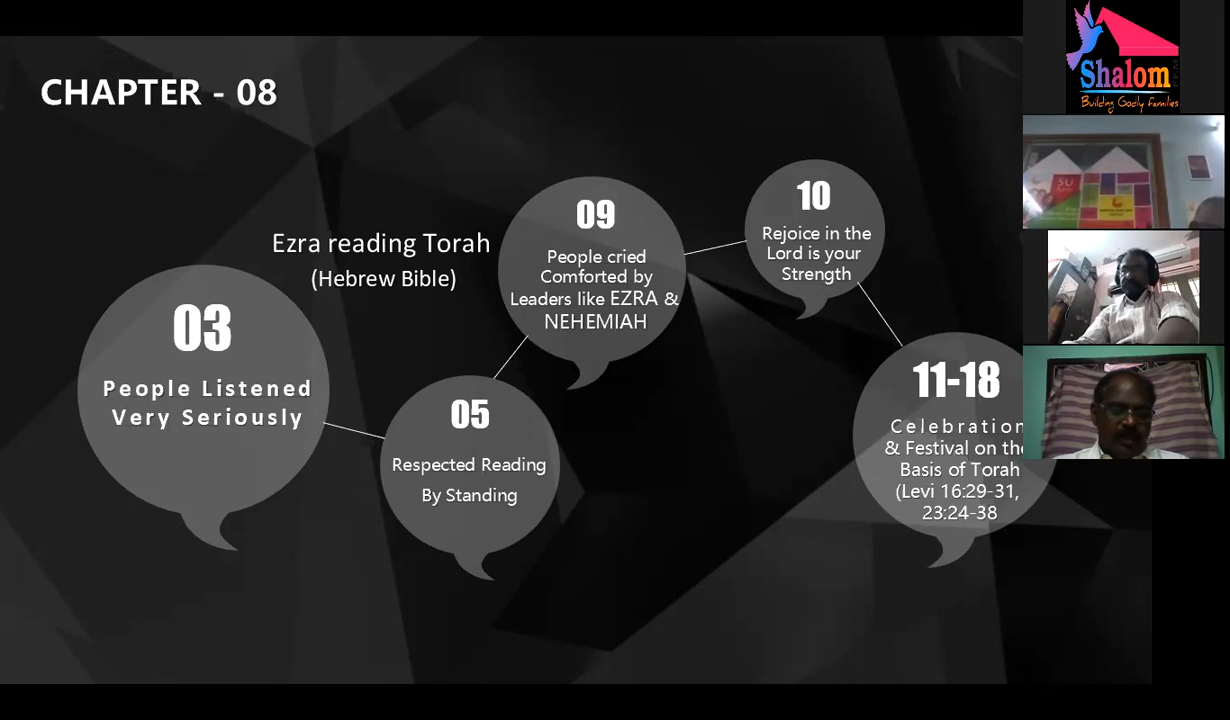 CHAPTER - 08
Ezra reading Torah
(Hebrew Bible)
03
People Listened
Very Seriously
05
Respected Reading
By Standing
09
People cried
Comforted by
Leaders like EZRA &
NEHEMIAH
10
Rejoice in the
Lord is your
Strength
11-18
Celebration
& Festival on the
Basis of Torah
(Levi 16:29-31,
23:24-38
Shalom
Building Godly families
SU